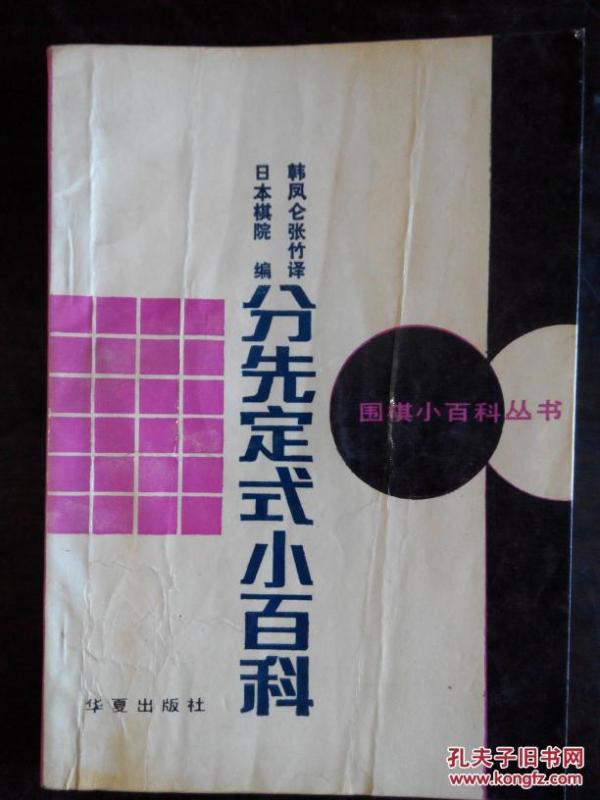 韩凤仑张竹译
日本棋院 编
分先定式小百科
围棋小百科丛书
华夏出版社
孔夫子旧书网
www.kongfz.com